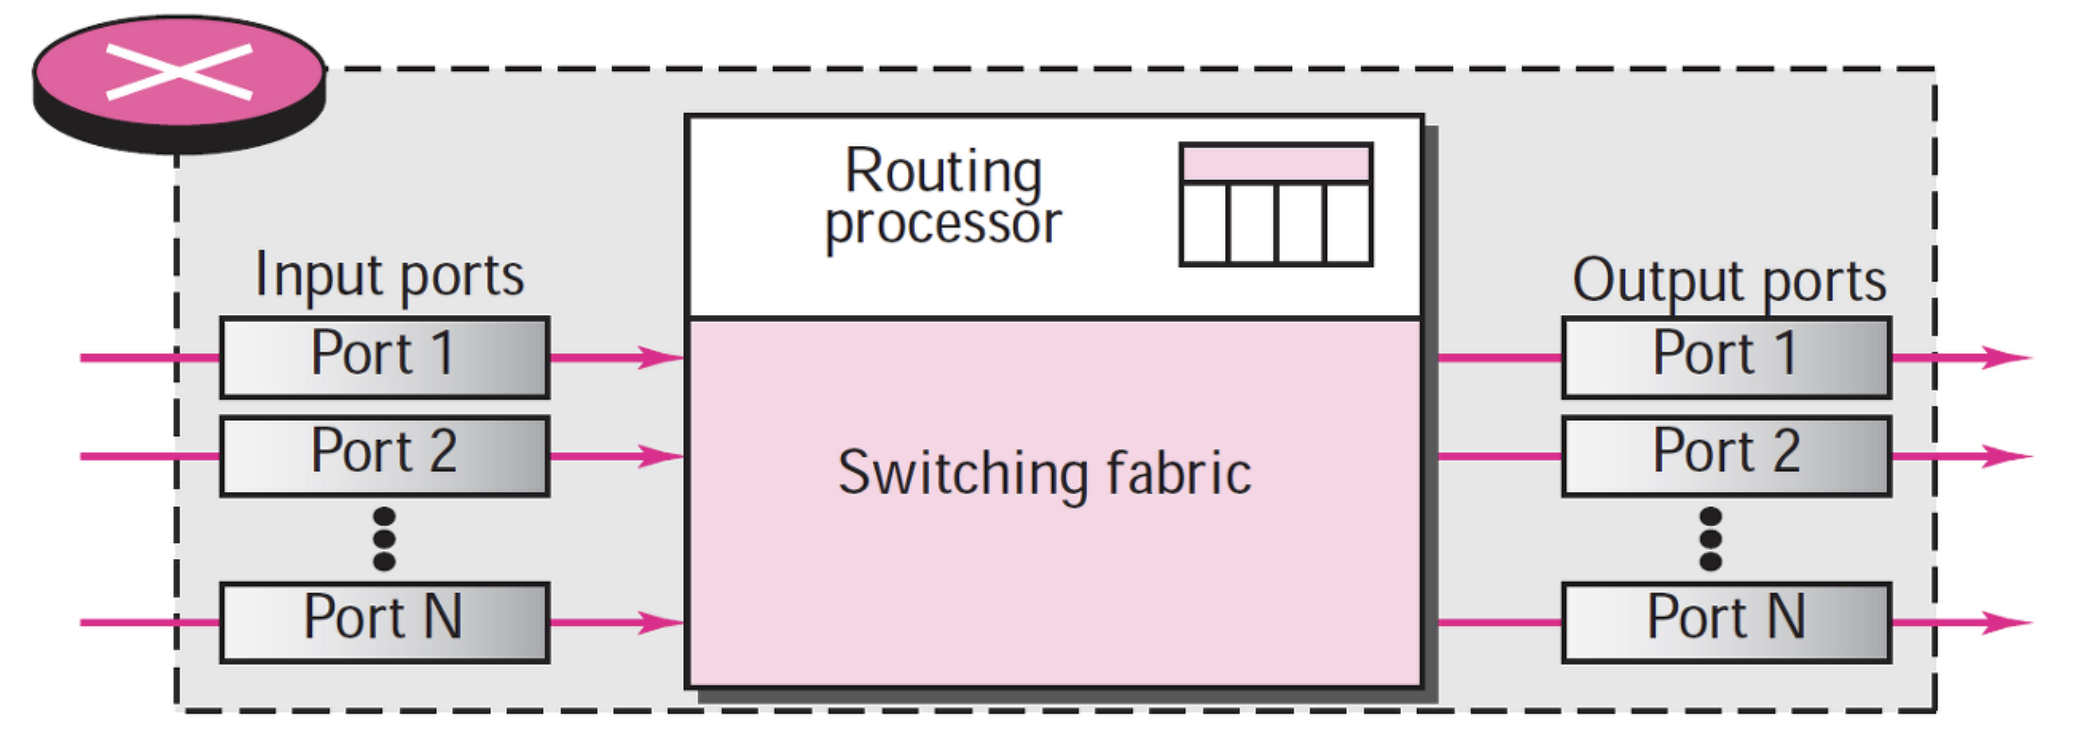 Routing
processor
Input ports
Output ports
Port 1
Port 1
Port 2
Port 2
Switching fabric
Port N
Port N